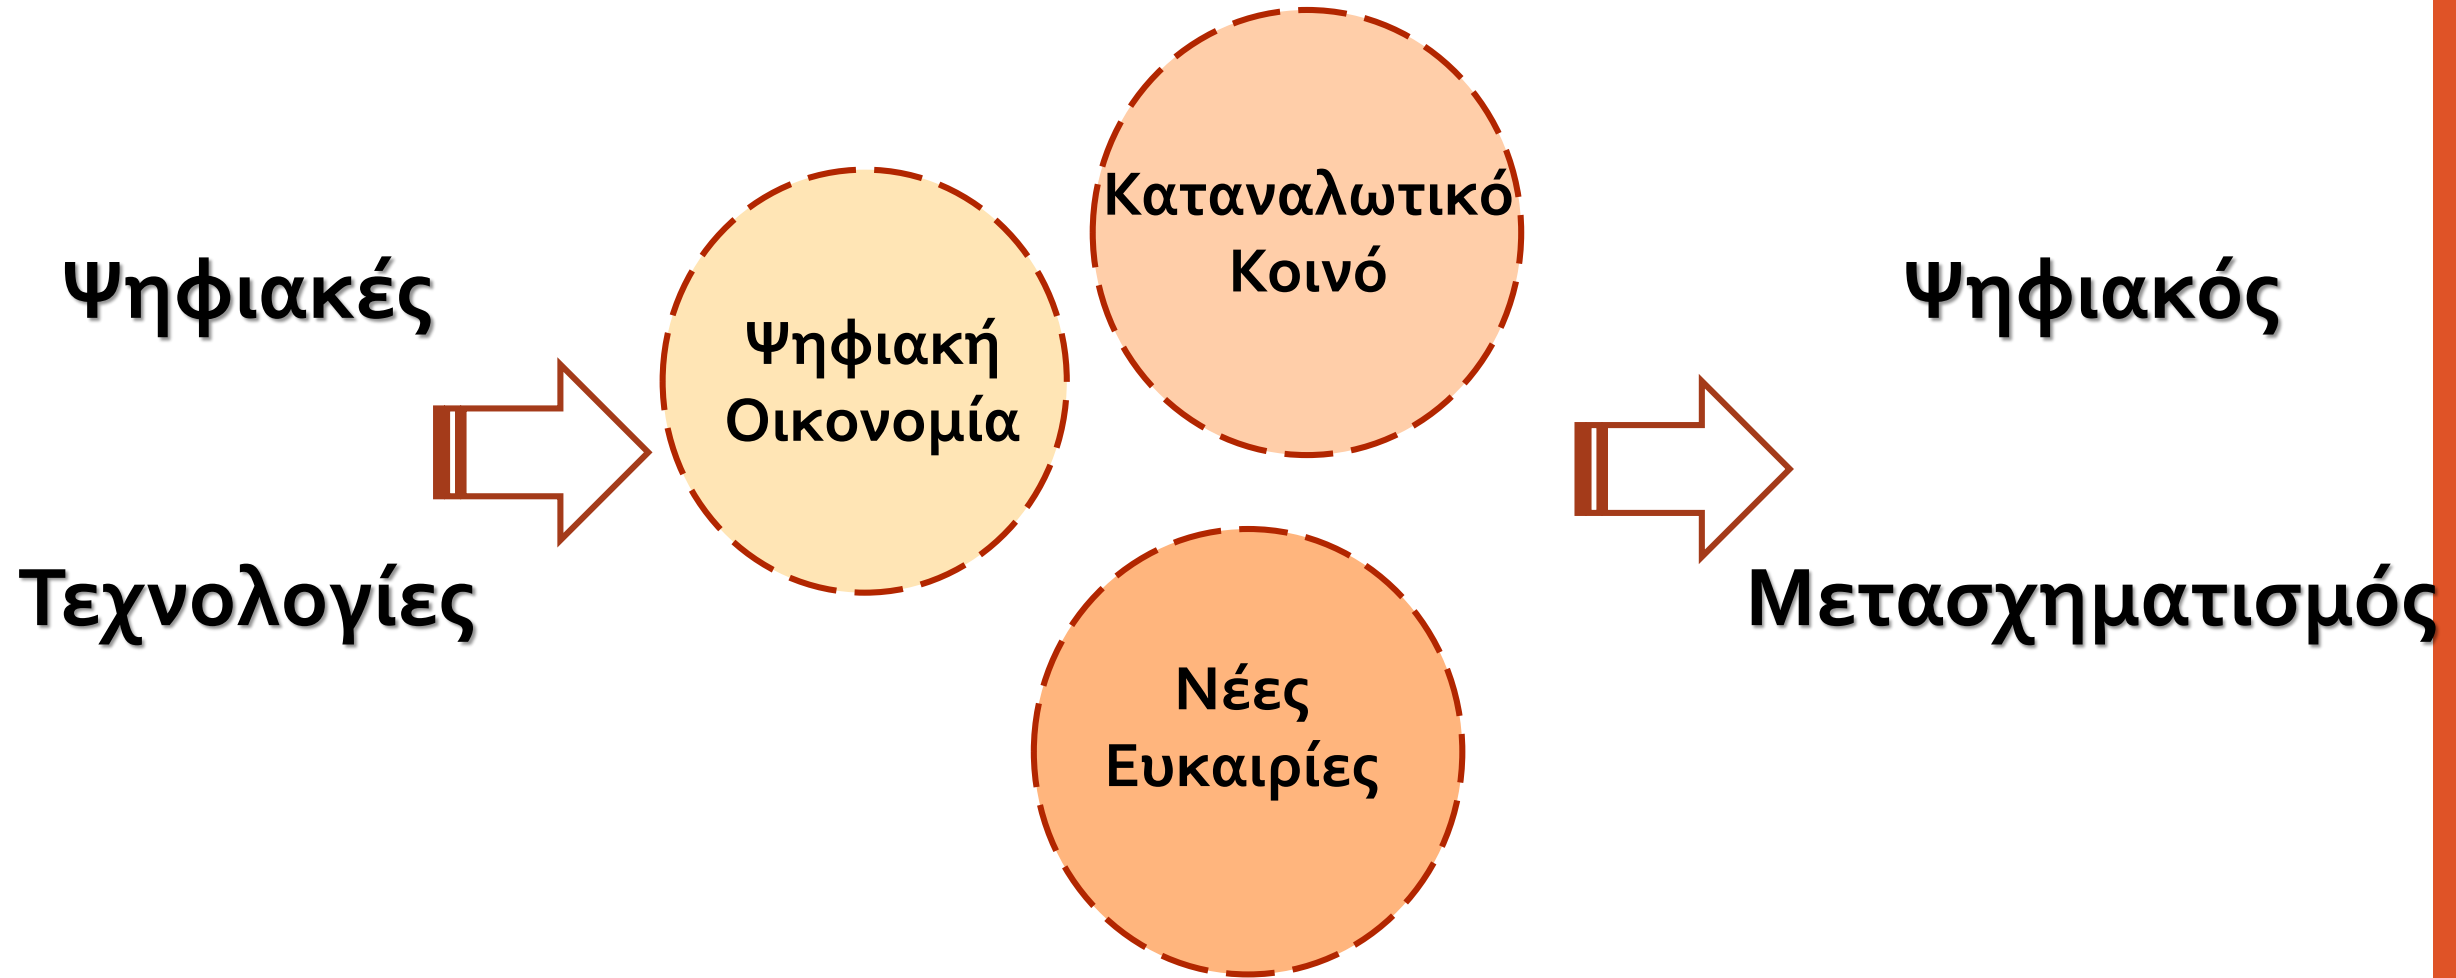 Ψηφιακές
Τεχνολογίες
Ψηφιακή
Οικονομία
Καταναλωτικό
Κοινό
Νέες
Ευκαιρίες
Ψηφιακός
Μετασχηματισμός